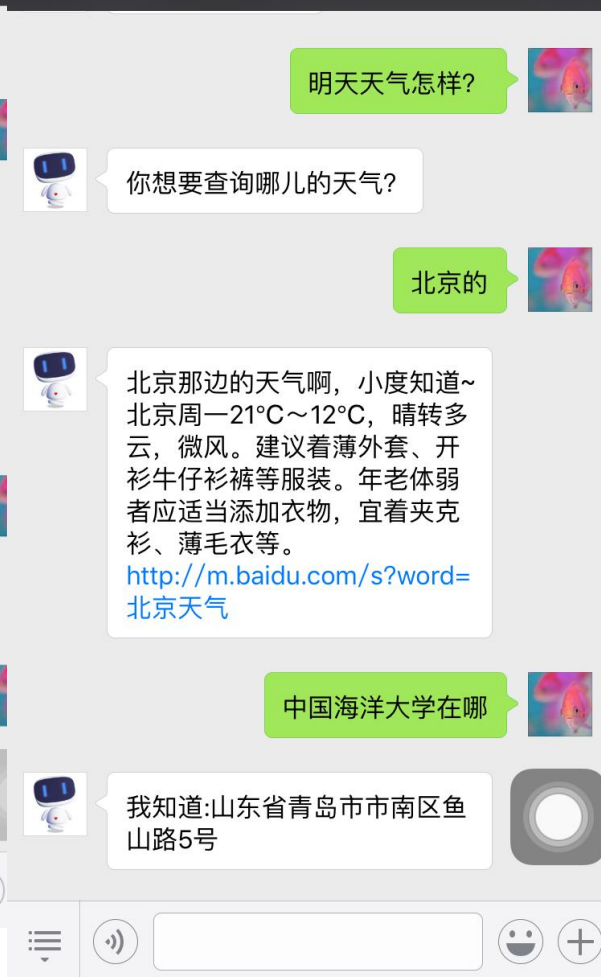 明天天气怎样?
你想要查询哪儿的天气?
北京的
北京那边的天气啊，小度知道~
北京周一21°C～12°C，晴转多
云，微风。建议着薄外套、开
衫牛仔衫裤等服装。年老体弱
者应适当添加衣物，宜着夹克
衫、薄毛衣等。
http://m.baidu.com/s?word=
北京天气
中国海洋大学在哪
我知道:山东省青岛市市南区鱼
山路5号